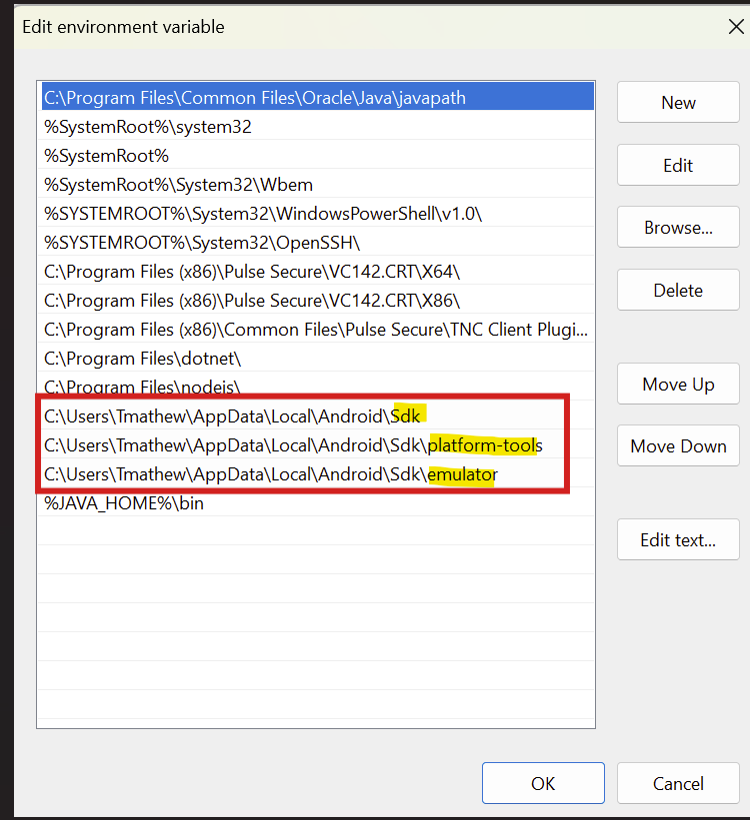 Edit environment variable
C:\Program Files\Common Files\Oracle\Java\javapath
New
%SystemRoot%\system32
%SystemRoot%
Edit
%SystemRoot%\System32\Wbem
%SYSTEMROOT%\System32\WindowsPowerShell\v1.0\
Browse...
%SYSTEMROOT%\System32\OpenSSH\
C:\Program Files (x86)\Pulse Secure\VC142.CRT\X64\
Delete
C:\Program Files (x86)\Pulse Secure\VC142.CRT\X86\
C:\Program Files (x86)\Common Files\Pulse Secure\TNC Client Plugi...
C:\Program Files\dotnet\
C:\Program Files\nodejs\
Move Up
C:\Users\Tmathew\AppData\Local\Android\Sdk
C:\Users\Tmathew\AppData\Local\Android\Sdk\platform-tools
Move Down
C:\Users\Tmathew\AppData\Local\Android\Sdk\emulator
%JAVA_HOME%\bin
Edit text...
OK
Cancel